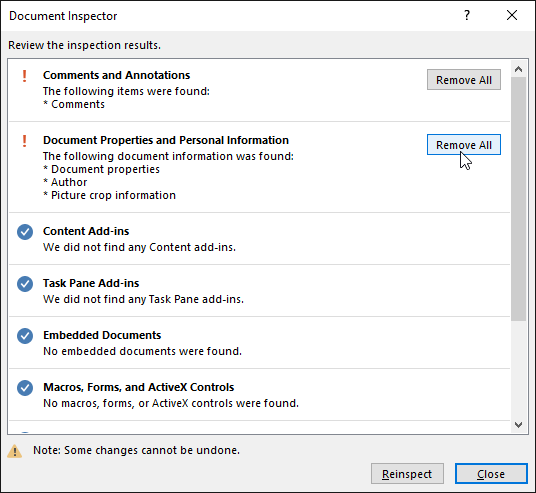 Document Inspector
?
Review the inspection results.
! Comments and Annotations
Remove All
The following items were found:
* Comments
! Document Properties and Personal Information
Remove All
The following document information was found:
* Document properties
* Author
* Picture crop information
Content Add-ins
We did not find any Content add-ins.
Task Pane Add-ins
We did not find any Task Pane add-ins.
Embedded Documents
No embedded documents were found.
Macros, Forms, and ActiveX Controls
No macros, forms, or ActiveX controls were found.
Note: Some changes cannot be undone.
Reinspect
Close